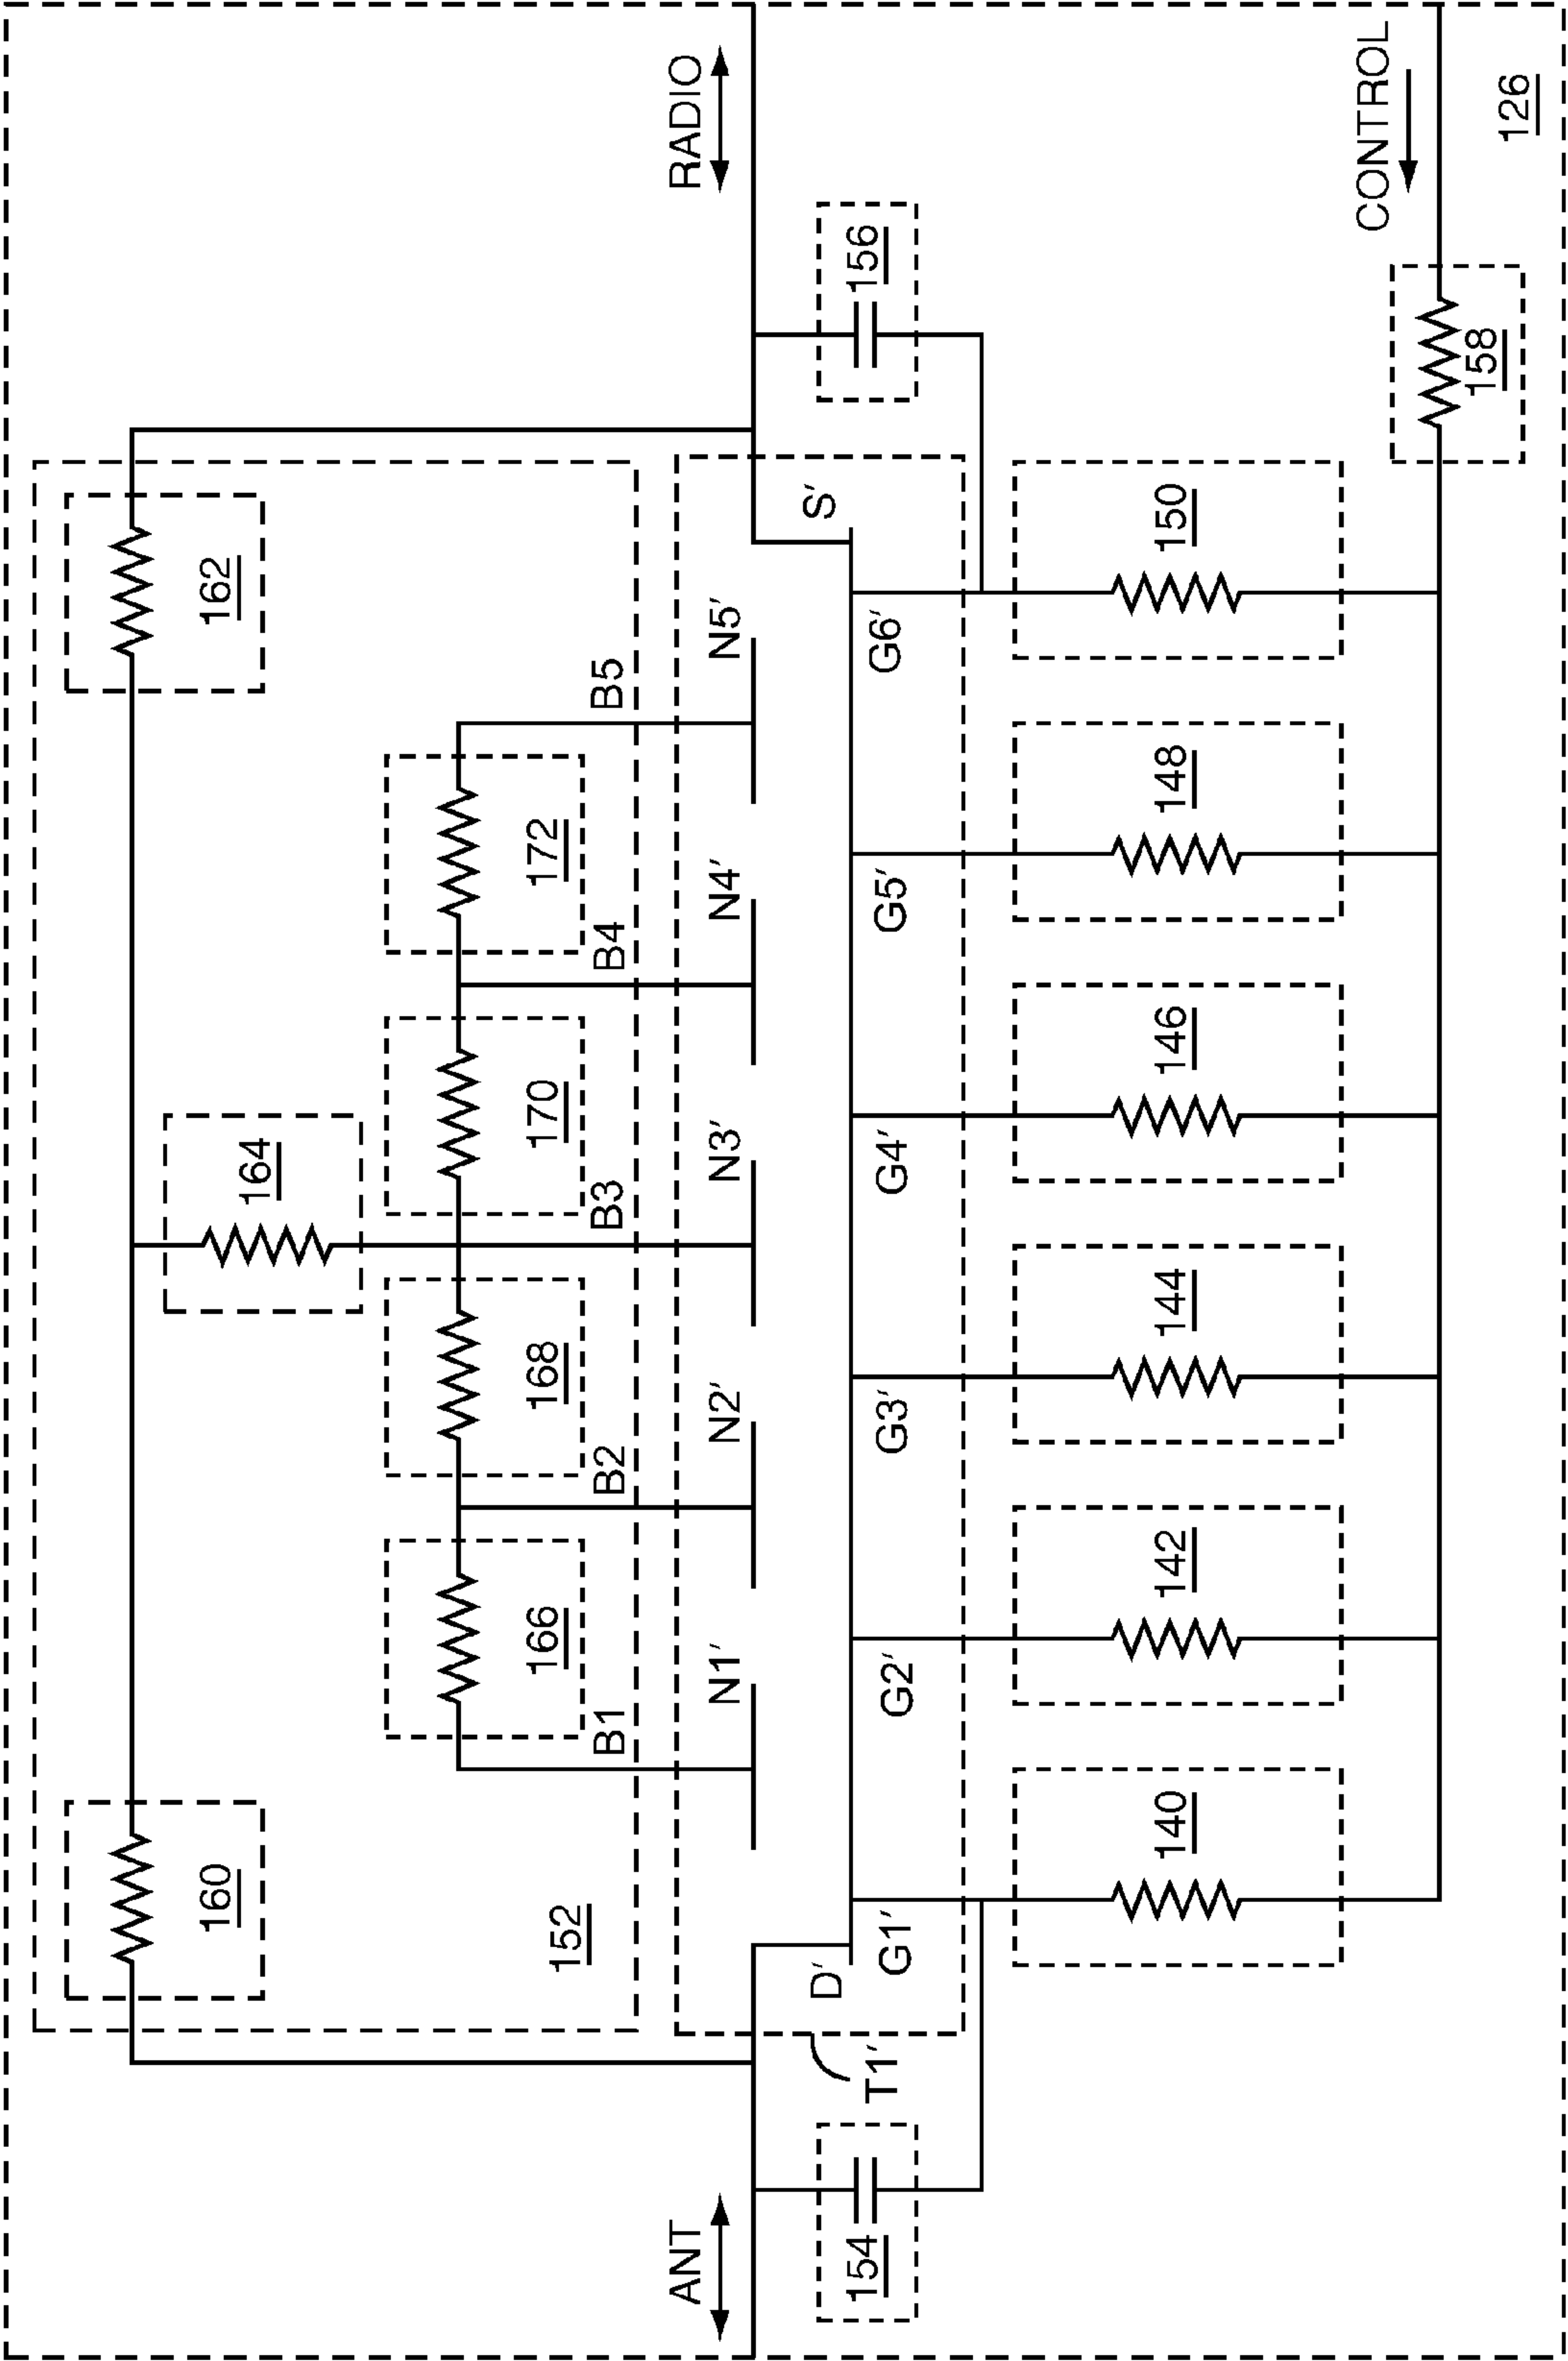 160
162
164
166
168
170
172
152
B1
B2
B3
B4
B5
ANT
RADIO
N1′
N2′
N3′
N4′
N5′
D′
S′
154
T1′
156
G1′
G2′
G3′
G4′
G5′
G6′
140
142
144
146
148
150
CONTROL
158
126